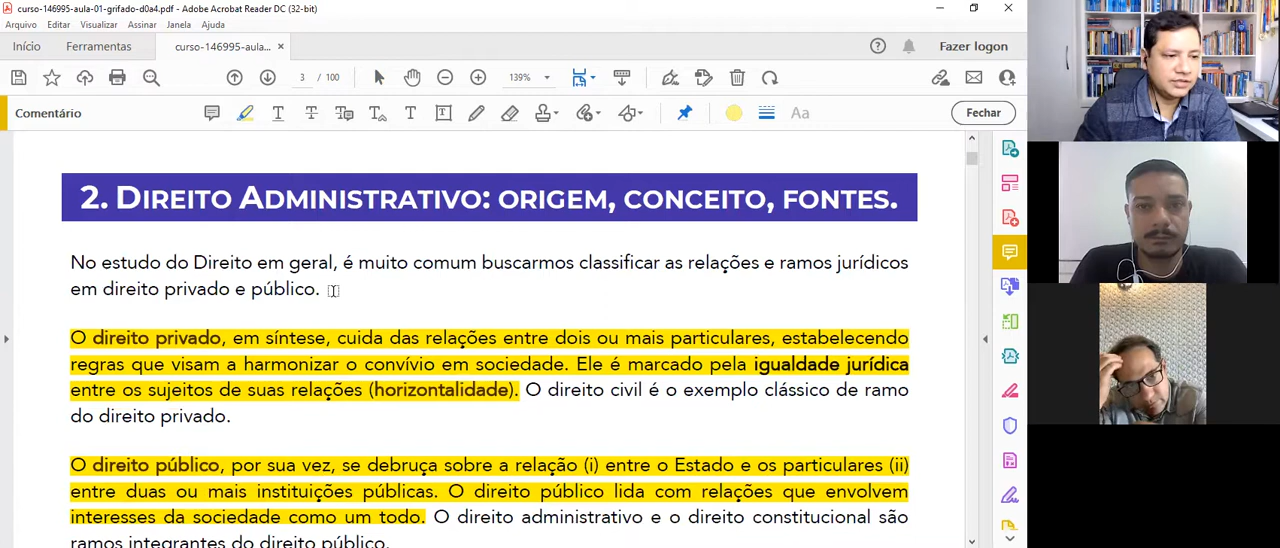 curso-146995-aula-01-grifado-d0a4.pdf - Adobe Acrobat Reader DC (32-bit)
Arquivo Editar Visualizar Assinar Janela Ajuda
Início Ferramentas curso-146995-aula... × Fazer logon
3 / 100 139%
Comentário Aa Fechar
2. DIREITO ADMINISTRATIVO: ORIGEM, CONCEITO, FONTES.
No estudo do Direito em geral, é muito comum buscarmos classificar as relações e ramos jurídicos
em direito privado e público.
O direito privado, em síntese, cuida das relações entre dois ou mais particulares, estabelecendo
regras que visam a harmonizar o convívio em sociedade. Ele é marcado pela igualdade jurídica
entre os sujeitos de suas relações (horizontalidade). O direito civil é o exemplo clássico de ramo
do direito privado.
O direito público, por sua vez, se debruça sobre a relação (i) entre o Estado e os particulares (ii)
entre duas ou mais instituições públicas. O direito público lida com relações que envolvem
interesses da sociedade como um todo. O direito administrativo e o direito constitucional são
ramos integrantes do direito público.